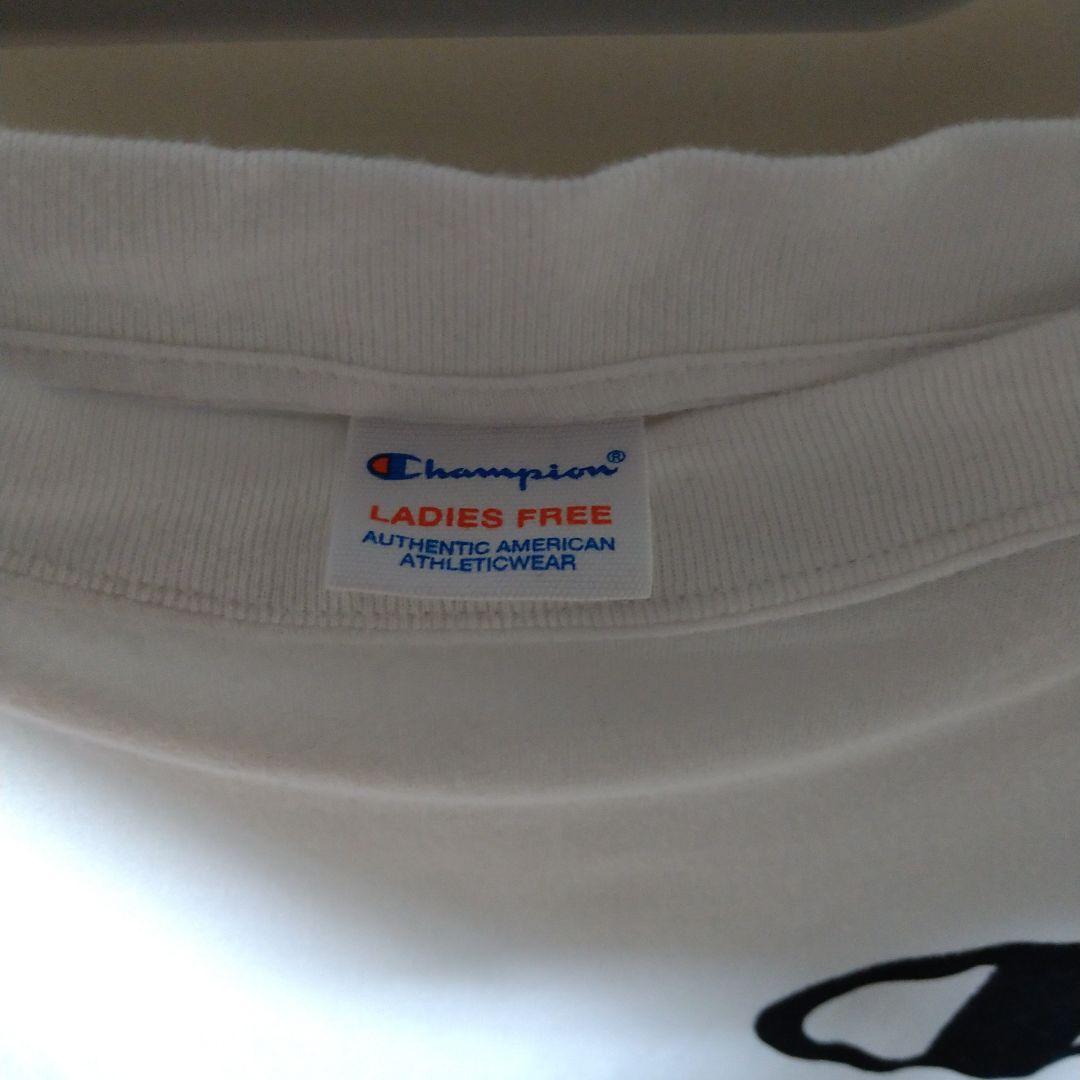 Champion®
LADIES FREE
AUTHENTIC AMERICAN
ATHLETICWEAR